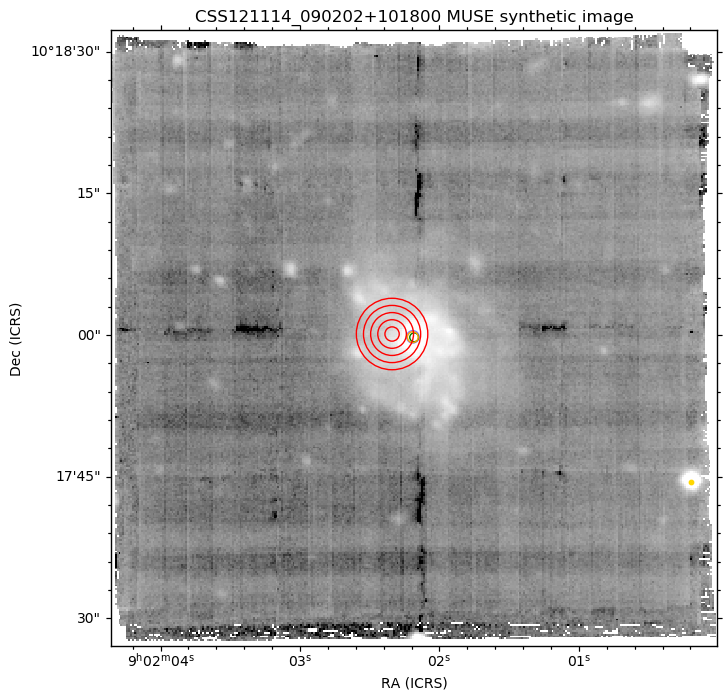 CSS121114_090202+101800 MUSE synthetic image
10°18'30"
15"
00"
17'45"
30"
Dec (ICRS)
9ʰ02ᵐ04ˢ
03ˢ
02ˢ
01ˢ
RA (ICRS)